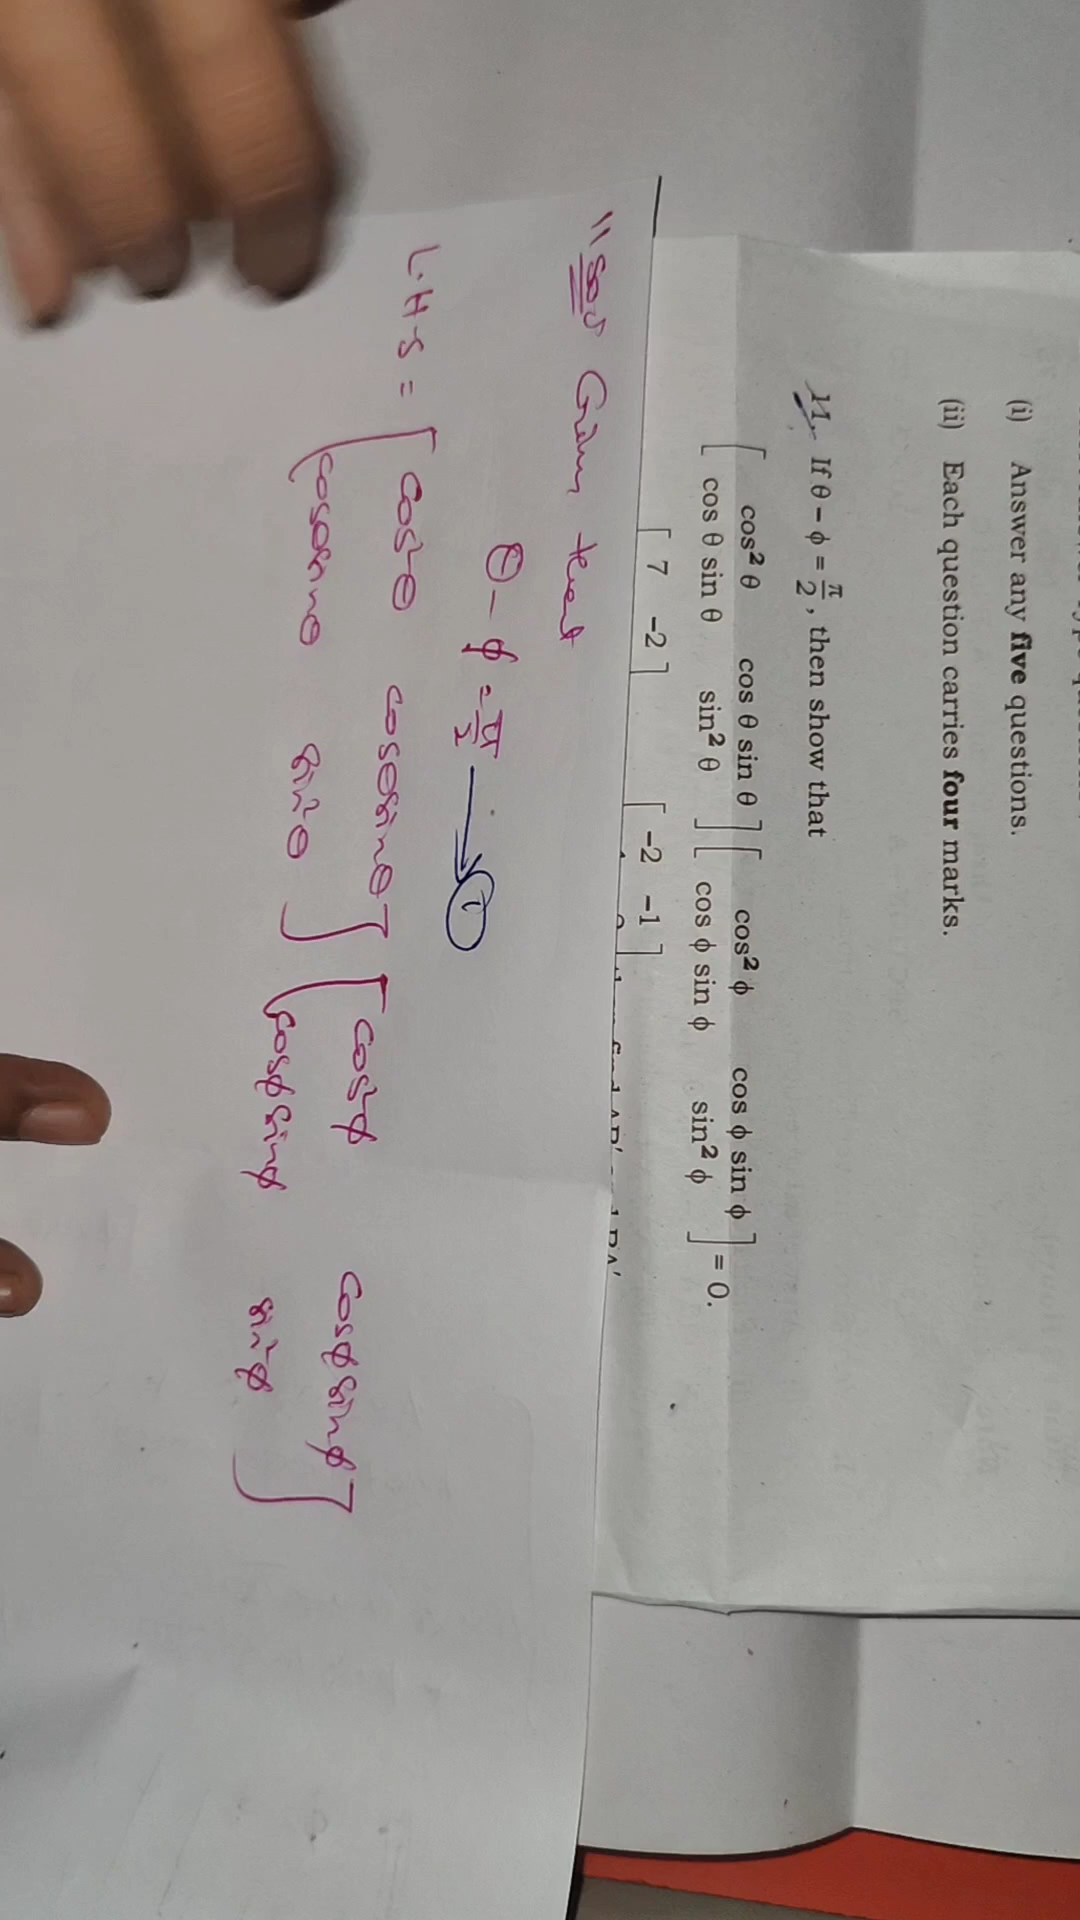 (i) Answer any five questions.
(ii) Each question carries four marks.
11. If θ – ϕ = π/2, then show that
[ cos² θ cos θ sin θ ] [ cos² ϕ cos ϕ sin ϕ ]
[ cos θ sin θ sin² θ ] [ cos ϕ sin ϕ sin² ϕ ] = 0.
[ 7 -2 ] [ -2 -1 ]
11 Sol Given that
θ - ϕ = π/2 → ①
L.H.S = [ cos²θ cosθsinθ ] [ cos²ϕ cosϕsinϕ ]
[ cosθsinθ sin²θ ] [ cosϕsinϕ sin²ϕ ]